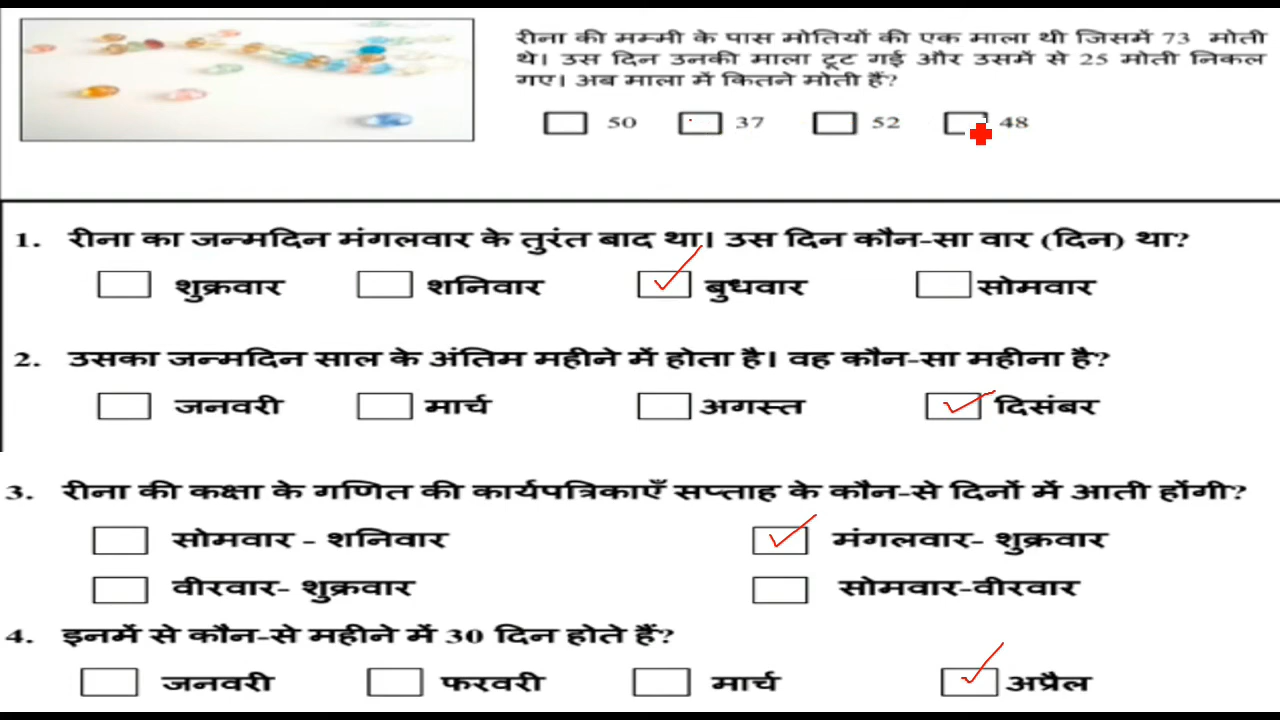 रीना की मम्मी के पास मोतियों की एक माला थी जिसमें 73 मोती
थे। उस दिन उनकी माला टूट गई और उसमें से 25 मोती निकल
गए। अब माला में कितने मोती हैं?
50 37 52 48
1. रीना का जन्मदिन मंगलवार के तुरंत बाद था। उस दिन कौन-सा वार (दिन) था?
शुक्रवार शनिवार बुधवार सोमवार
2. उसका जन्मदिन साल के अंतिम महीने में होता है। वह कौन-सा महीना है?
जनवरी मार्च अगस्त दिसंबर
3. रीना की कक्षा के गणित की कार्यपत्रिकाएँ सप्ताह के कौन-से दिनों में आती होंगी?
सोमवार - शनिवार मंगलवार- शुक्रवार
वीरवार- शुक्रवार सोमवार-वीरवार
4. इनमें से कौन-से महीने में 30 दिन होते हैं?
जनवरी फरवरी मार्च अप्रैल